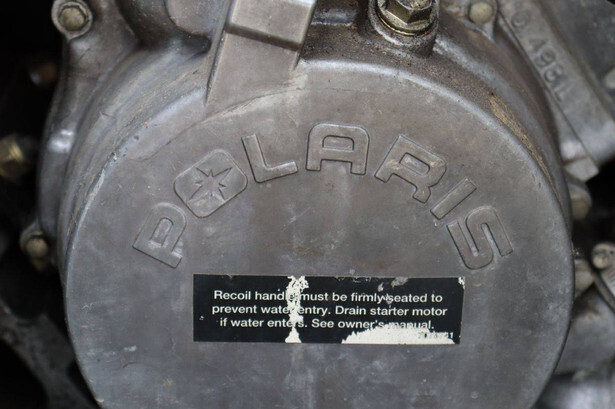 POLARIS
Recoil handle must be firmly seated to
prevent water entry. Drain starter motor
if water enters. See owner's manual.